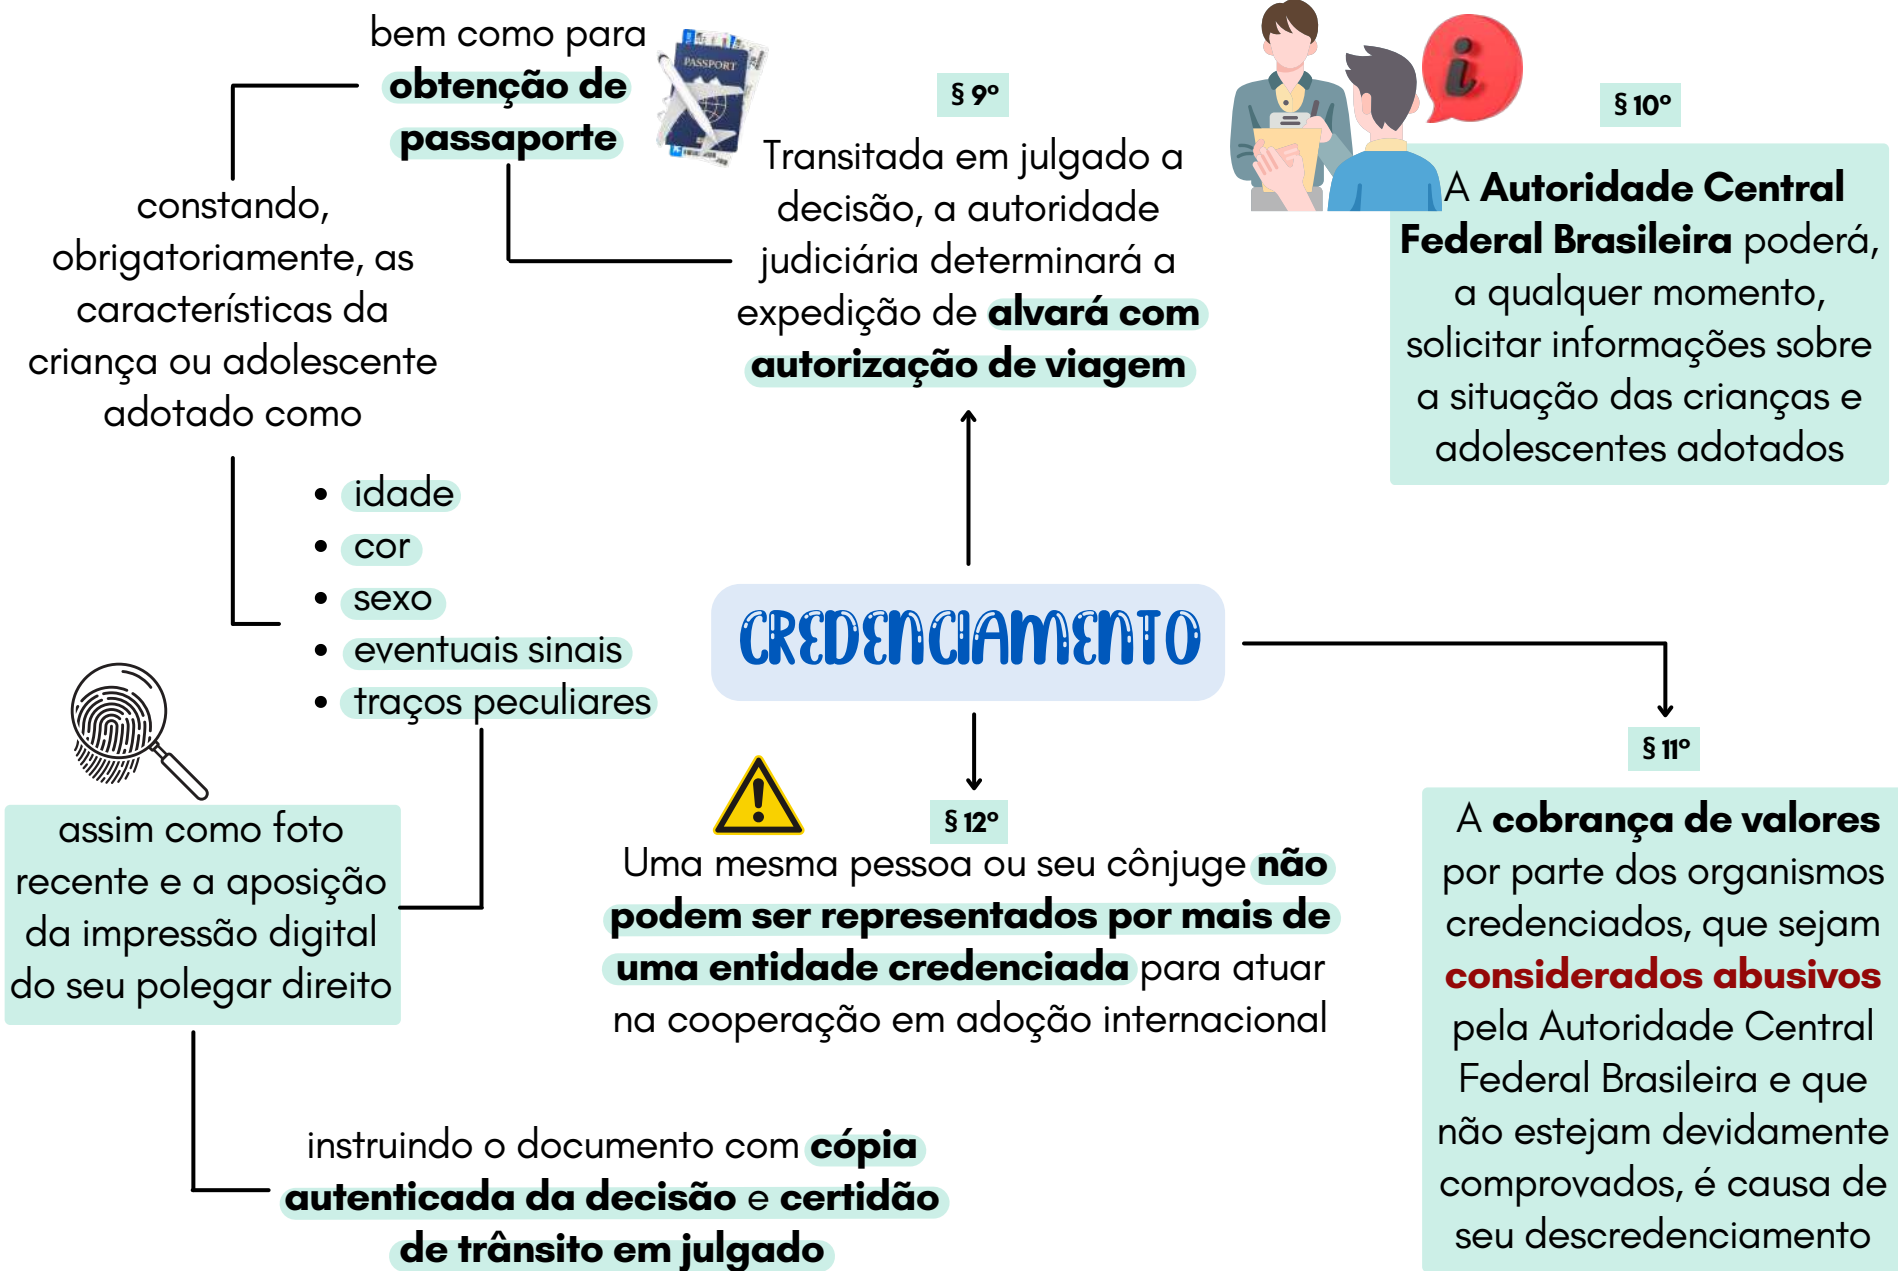 bem como para
obtenção de
passaporte
PASSPORT
§ 9º
Transitada em julgado a
decisão, a autoridade
judiciária determinará a
expedição de alvará com
autorização de viagem
§ 10º
A Autoridade Central
Federal Brasileira poderá,
a qualquer momento,
solicitar informações sobre
a situação das crianças e
adolescentes adotados
constando,
obrigatoriamente, as
características da
criança ou adolescente
adotado como
• idade
• cor
• sexo
• eventuais sinais
• traços peculiares
CREDENCIAMENTO
assim como foto
recente e a aposição
da impressão digital
do seu polegar direito
§ 12º
Uma mesma pessoa ou seu cônjuge não
podem ser representados por mais de
uma entidade credenciada para atuar
na cooperação em adoção internacional
§ 11º
A cobrança de valores
por parte dos organismos
credenciados, que sejam
considerados abusivos
pela Autoridade Central
Federal Brasileira e que
não estejam devidamente
comprovados, é causa de
seu descredenciamento
instruindo o documento com cópia
autenticada da decisão e certidão
de trânsito em julgado